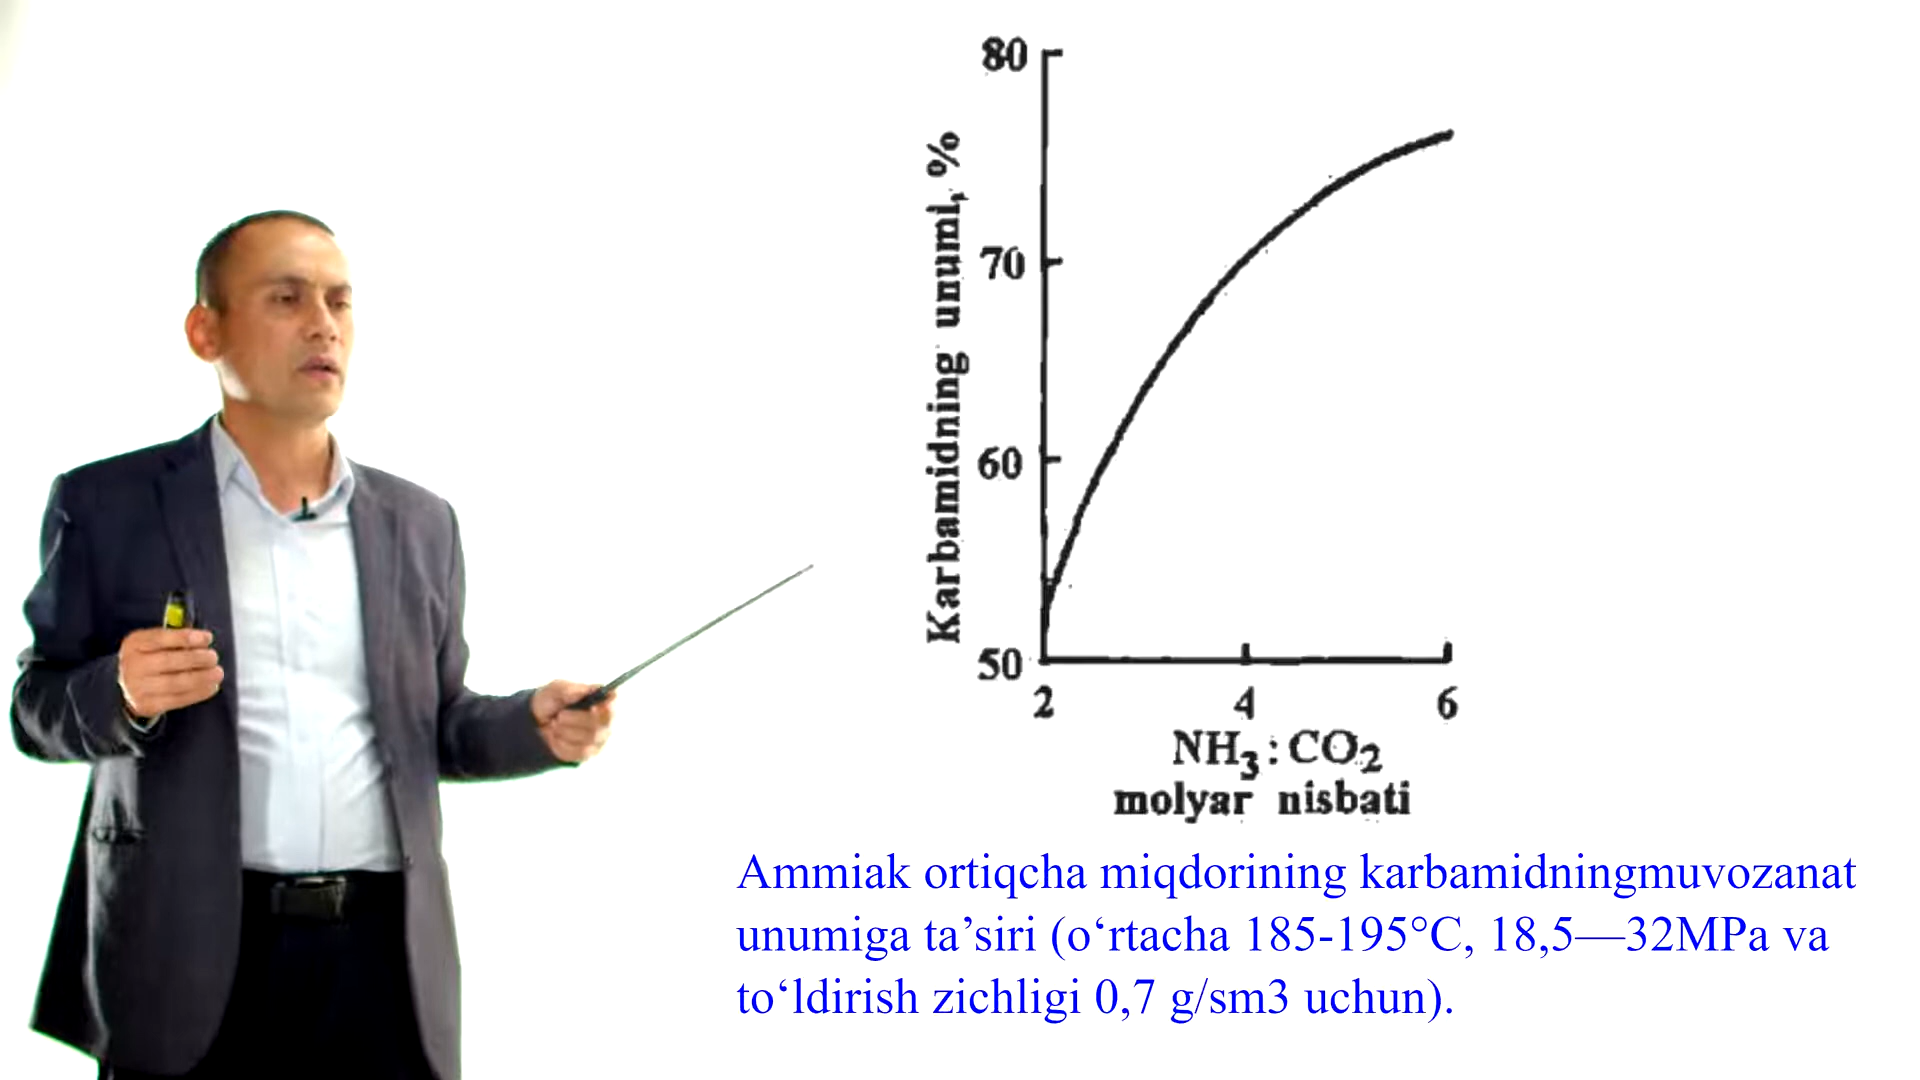 80
70
60
50
Karbamidning unumi, %
2 4 6
NH₃ : CO₂
molyar nisbati
Ammiak ortiqcha miqdorining karbamidningmuvozanat
unumiga ta’siri (o‘rtacha 185-195°C, 18,5—32MPa va
to‘ldirish zichligi 0,7 g/sm3 uchun).